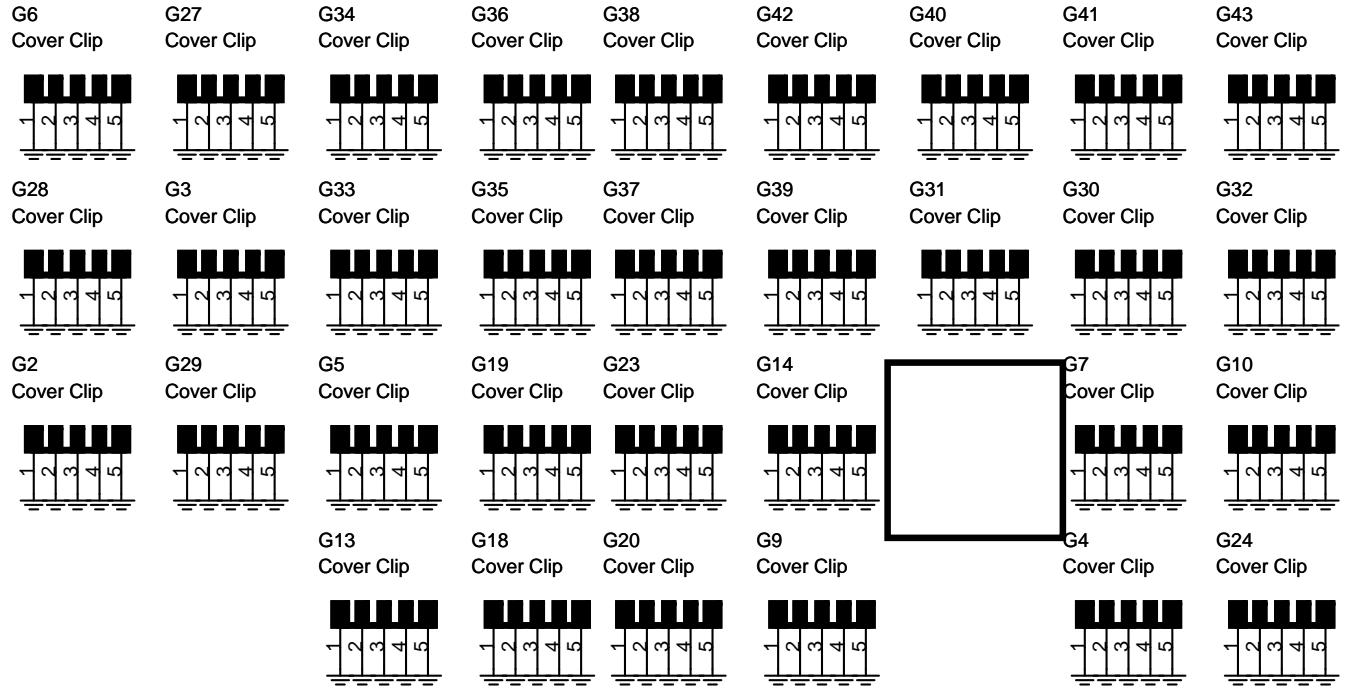 G6 G27 G34 G36 G38 G42 G40 G41 G43
Cover Clip Cover Clip Cover Clip Cover Clip Cover Clip Cover Clip Cover Clip Cover Clip Cover Clip
1 2 3 4 5 1 2 3 4 5 1 2 3 4 5 1 2 3 4 5 1 2 3 4 5 1 2 3 4 5 1 2 3 4 5 1 2 3 4 5 1 2 3 4 5
G28 G3 G33 G35 G37 G39 G31 G30 G32
Cover Clip Cover Clip Cover Clip Cover Clip Cover Clip Cover Clip Cover Clip Cover Clip Cover Clip
1 2 3 4 5 1 2 3 4 5 1 2 3 4 5 1 2 3 4 5 1 2 3 4 5 1 2 3 4 5 1 2 3 4 5 1 2 3 4 5 1 2 3 4 5
G2 G29 G5 G19 G23 G14 G7 G10
Cover Clip Cover Clip Cover Clip Cover Clip Cover Clip Cover Clip Cover Clip Cover Clip
1 2 3 4 5 1 2 3 4 5 1 2 3 4 5 1 2 3 4 5 1 2 3 4 5 1 2 3 4 5 1 2 3 4 5 1 2 3 4 5
G13 G18 G20 G9 G4 G24
Cover Clip Cover Clip Cover Clip Cover Clip Cover Clip Cover Clip
1 2 3 4 5 1 2 3 4 5 1 2 3 4 5 1 2 3 4 5 1 2 3 4 5 1 2 3 4 5